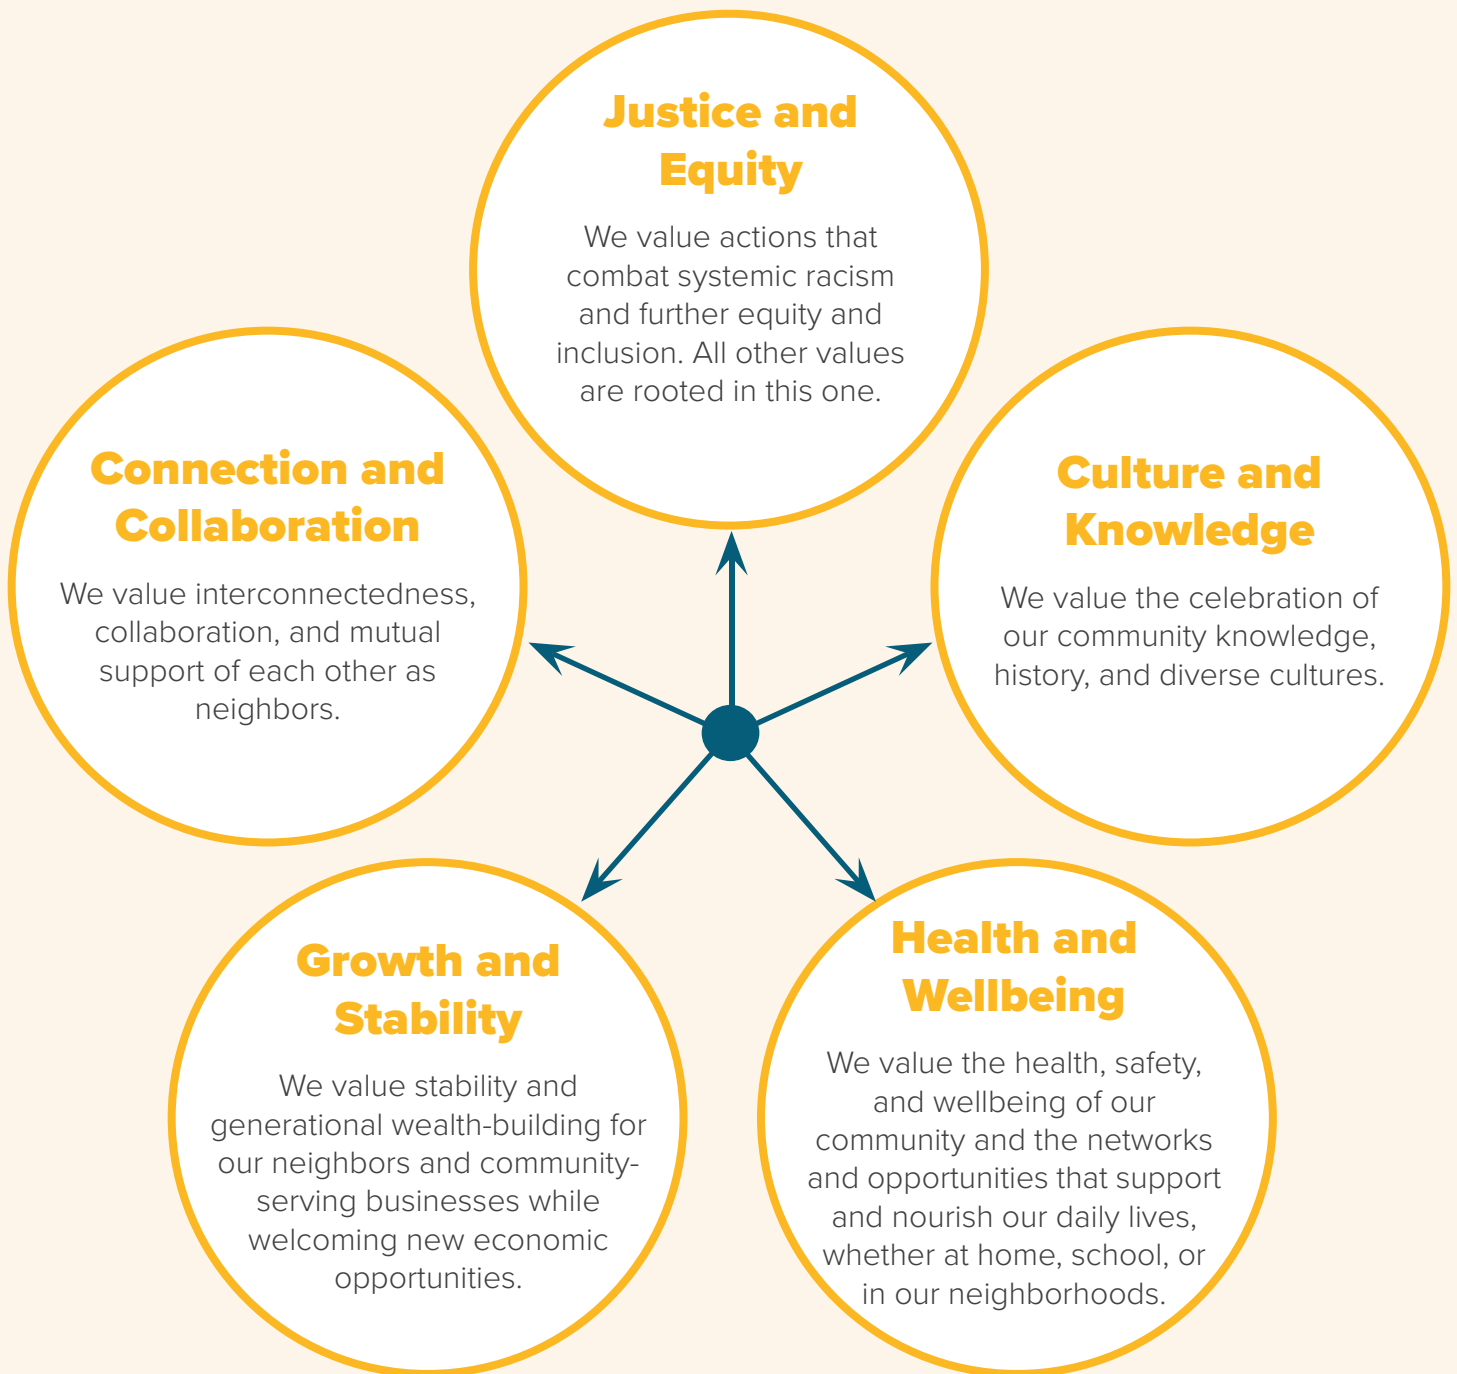 Justice and
Equity
We value actions that
combat systemic racism
and further equity and
inclusion. All other values
are rooted in this one.
Connection and
Collaboration
We value interconnectedness,
collaboration, and mutual
support of each other as
neighbors.
Culture and
Knowledge
We value the celebration of
our community knowledge,
history, and diverse cultures.
Growth and
Stability
We value stability and
generational wealth-building for
our neighbors and community-
serving businesses while
welcoming new economic
opportunities.
Health and
Wellbeing
We value the health, safety,
and wellbeing of our
community and the networks
and opportunities that support
and nourish our daily lives,
whether at home, school, or
in our neighborhoods.